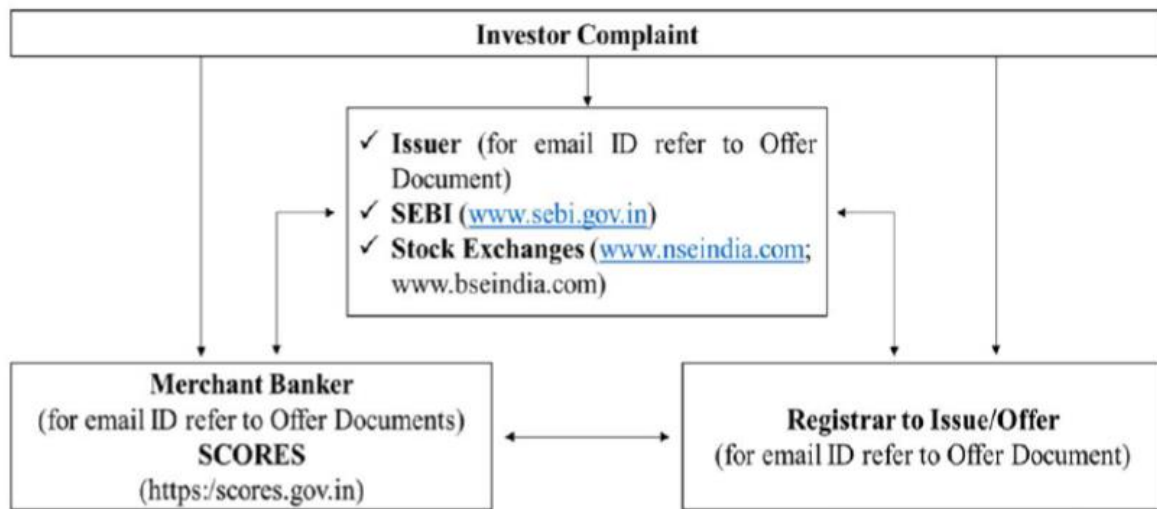 Investor Complaint
✓ Issuer (for email ID refer to Offer
Document)
✓ SEBI (www.sebi.gov.in)
✓ Stock Exchanges (www.nseindia.com;
www.bseindia.com)
Merchant Banker
(for email ID refer to Offer Documents)
SCORES
(https:/scores.gov.in)
Registrar to Issue/Offer
(for email ID refer to Offer Document)